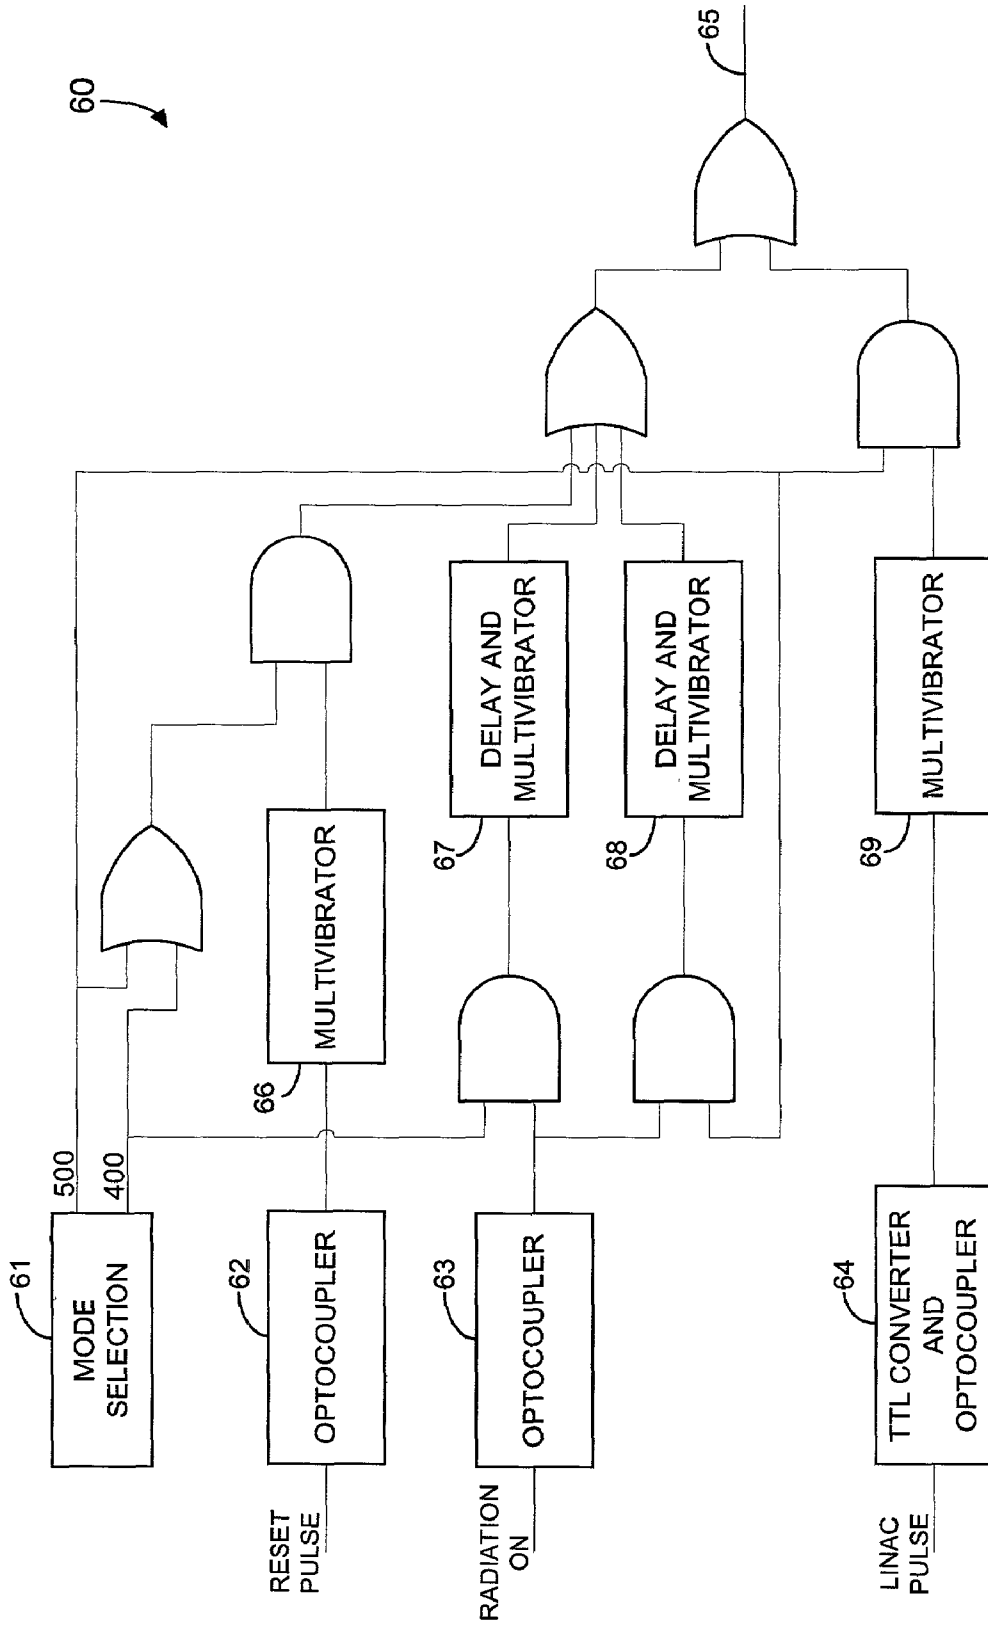 60
61
MODE
SELECTION
500
400
RESET
PULSE
62
OPTOCOUPLER
66
MULTIVIBRATOR
RADIATION
ON
63
OPTOCOUPLER
67
DELAY AND
MULTIVIBRATOR
68
DELAY AND
MULTIVIBRATOR
65
LINAC
PULSE
64
TTL CONVERTER
AND
OPTOCOUPLER
69
MULTIVIBRATOR